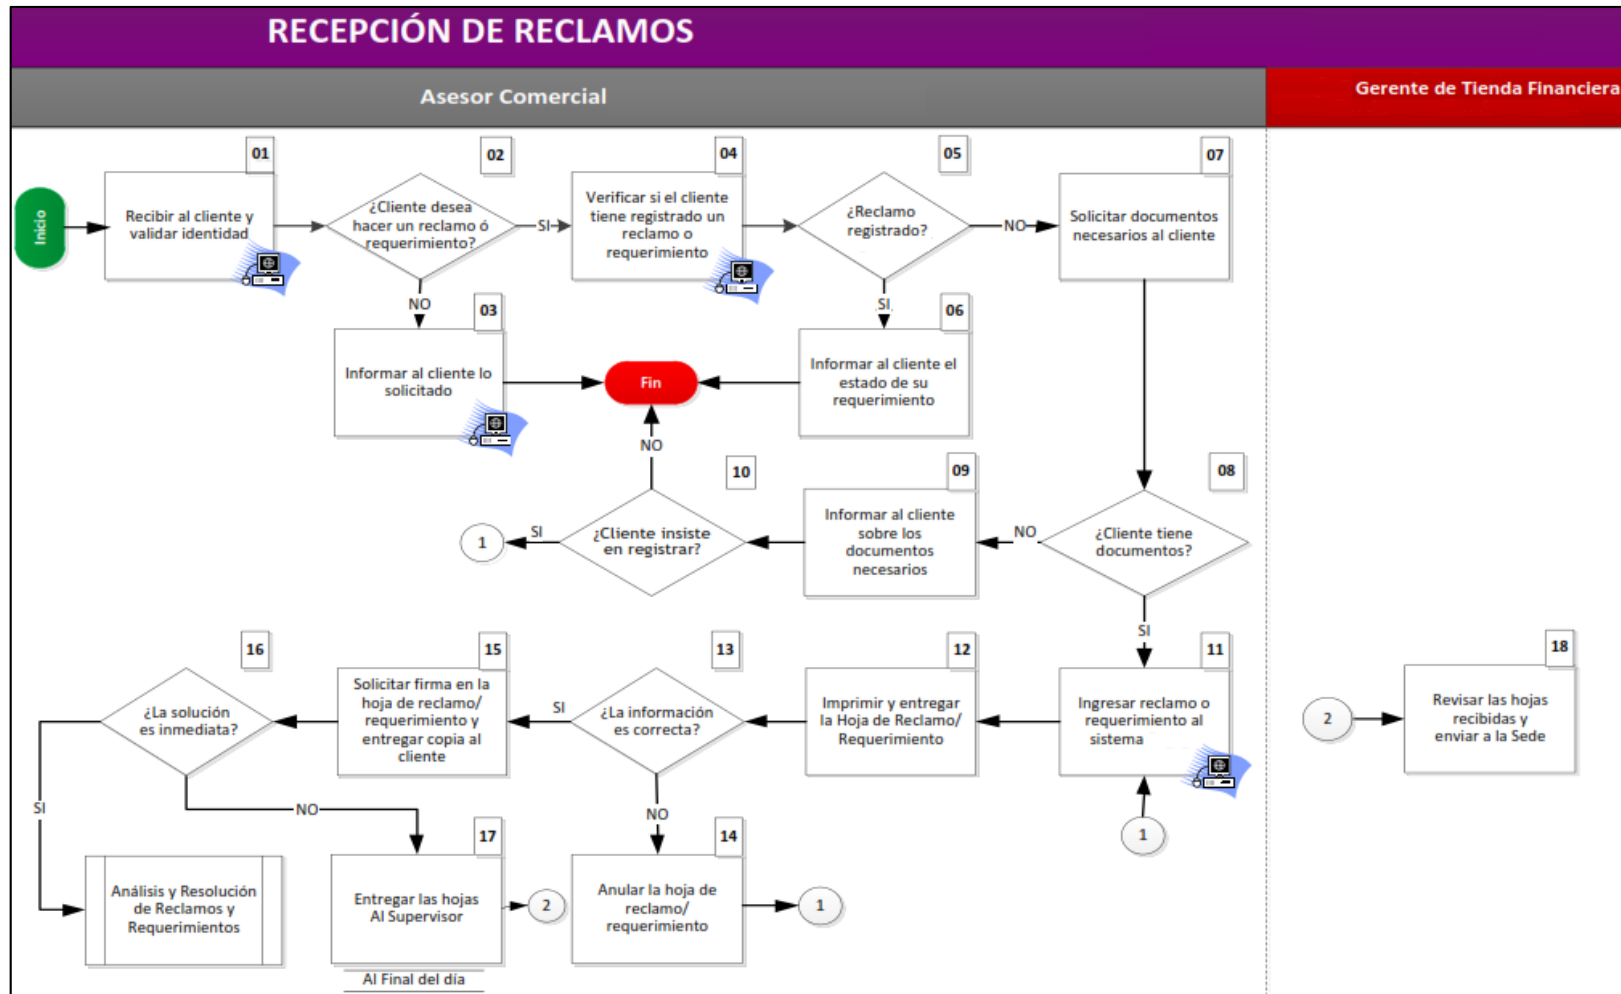 RECEPCIÓN DE RECLAMOS
Asesor Comercial
Gerente de Tienda Financiera
Inicio
01
Recibir al cliente y
validar identidad
02
¿Cliente desea
hacer un reclamo ó
requerimiento?
SI
NO
03
Informar al cliente lo
solicitado
04
Verificar si el cliente
tiene registrado un
reclamo o
requerimiento
05
¿Reclamo
registrado?
NO
SI
06
Informar al cliente el
estado de su
requerimiento
Fin
07
Solicitar documentos
necesarios al cliente
08
¿Cliente tiene
documentos?
NO
SI
09
Informar al cliente
sobre los
documentos
necesarios
10
¿Cliente insiste
en registrar?
NO
SI
1
11
Ingresar reclamo o
requerimiento al
sistema
1
12
Imprimir y entregar
la Hoja de Reclamo/
Requerimiento
13
¿La información
es correcta?
SI
NO
14
Anular la hoja de
reclamo/
requerimiento
1
15
Solicitar firma en la
hoja de reclamo/
requerimiento y
entregar copia al
cliente
16
¿La solución
es inmediata?
SI
NO
Análisis y Resolución
de Reclamos y
Requerimientos
17
Entregar las hojas
Al Supervisor
2
Al Final del día
2
18
Revisar las hojas
recibidas y
enviar a la Sede